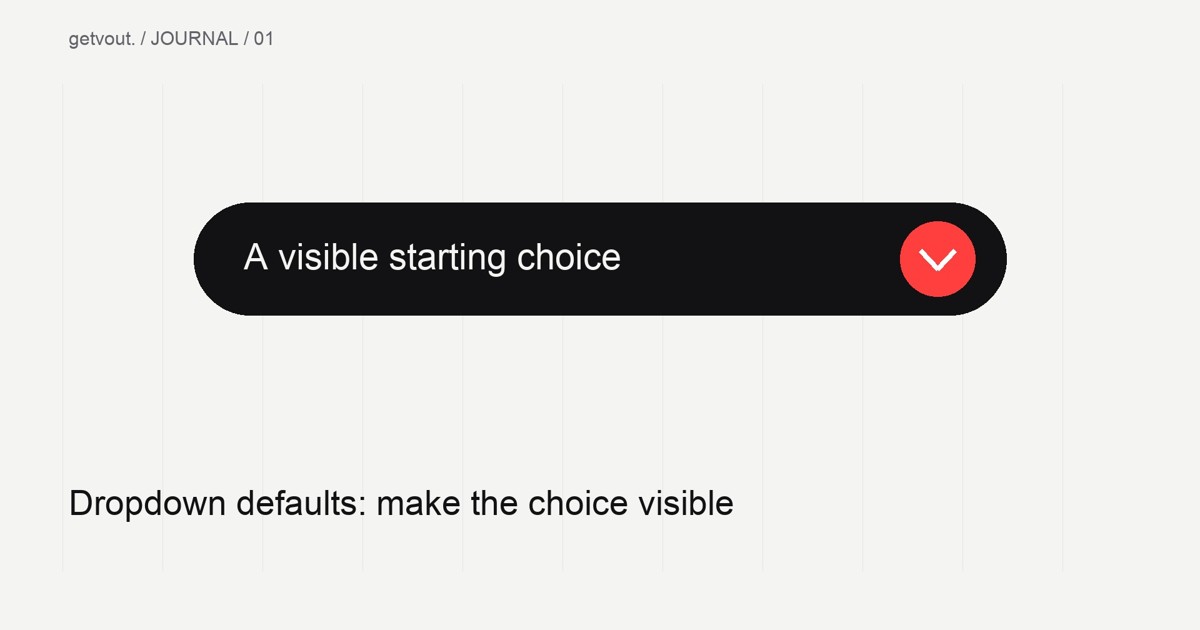 getvout. / JOURNAL / 01
A visible starting choice
Dropdown defaults: make the choice visible